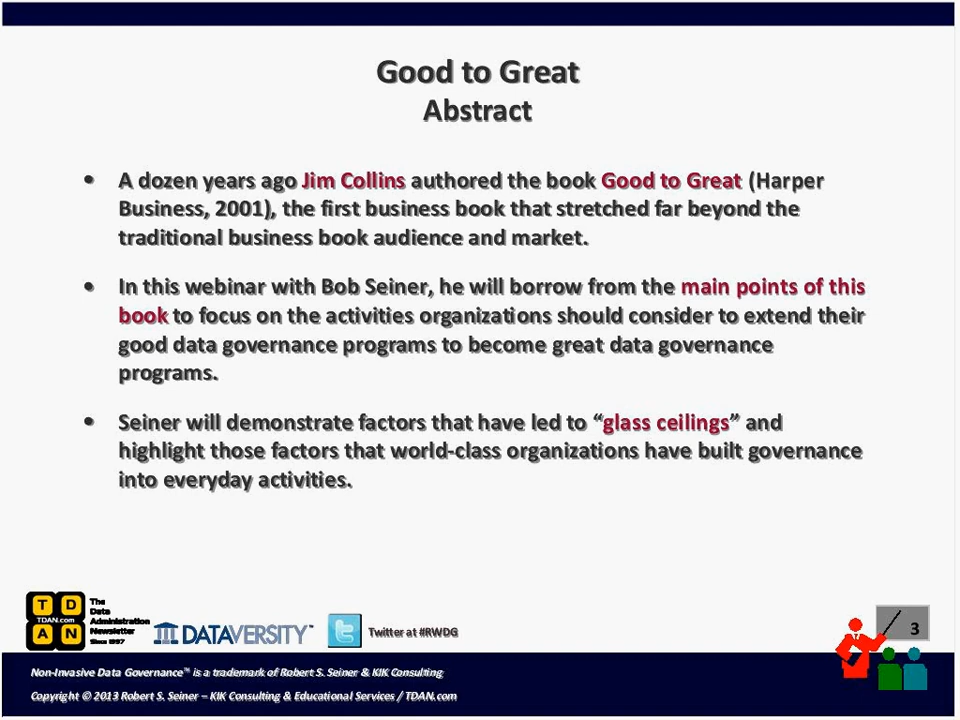 Good to Great
Abstract
• A dozen years ago Jim Collins authored the book Good to Great (Harper
Business, 2001), the first business book that stretched far beyond the
traditional business book audience and market.
• In this webinar with Bob Seiner, he will borrow from the main points of this
book to focus on the activities organizations should consider to extend their
good data governance programs to become great data governance
programs.
• Seiner will demonstrate factors that have led to “glass ceilings” and
highlight those factors that world-class organizations have built governance
into everyday activities.
T D
TDAN.com
A N
The
Data
Administration
Newsletter
Since 1997
DATAVERSITY™
Twitter at #RWDG
3
Non-Invasive Data Governance™ is a trademark of Robert S. Seiner & KIK Consulting
Copyright © 2013 Robert S. Seiner – KIK Consulting & Educational Services / TDAN.com